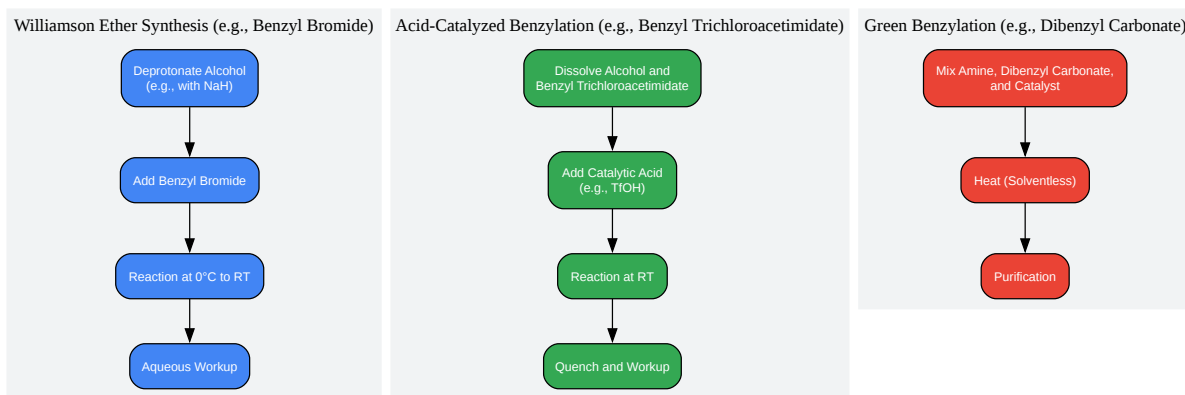 Williamson Ether Synthesis (e.g., Benzyl Bromide)
Deprotonate Alcohol
(e.g., with NaH)
Add Benzyl Bromide
Reaction at 0°C to RT
Aqueous Workup
Acid-Catalyzed Benzylation (e.g., Benzyl Trichloroacetimidate)
Dissolve Alcohol and
Benzyl Trichloroacetimidate
Add Catalytic Acid
(e.g., TfOH)
Reaction at RT
Quench and Workup
Green Benzylation (e.g., Dibenzyl Carbonate)
Mix Amine, Dibenzyl Carbonate,
and Catalyst
Heat (Solventless)
Purification